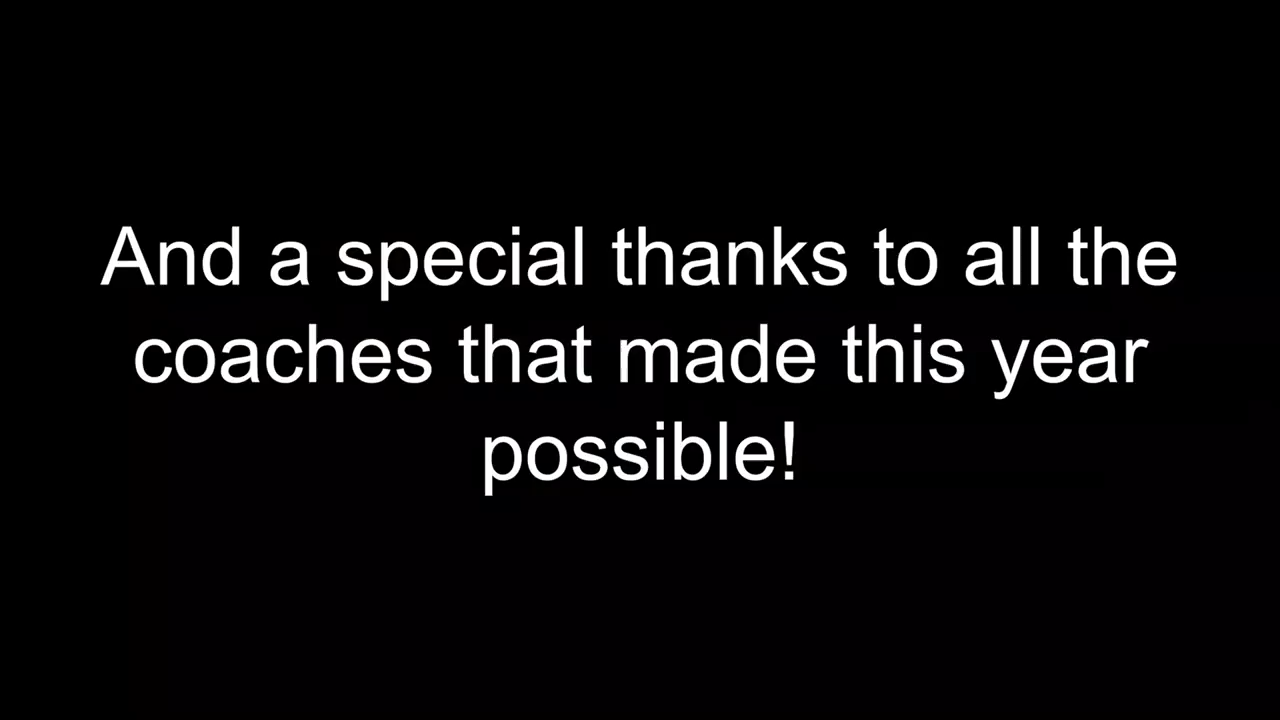 And a special thanks to all the
coaches that made this year
possible!